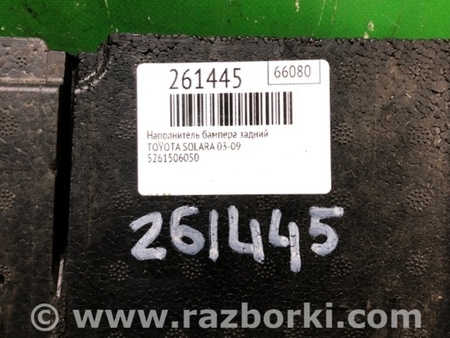 261445
66080
Наполнитель бампера задний
TOYOTA SOLARA 03-09
5261506050
261445
www.razborki.com